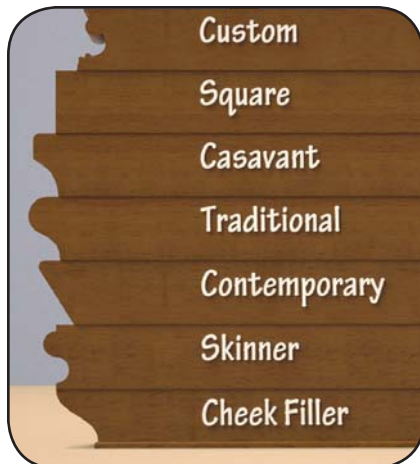 Custom
Square
Casavant
Traditional
Contemporary
Skinner
Cheek Filler